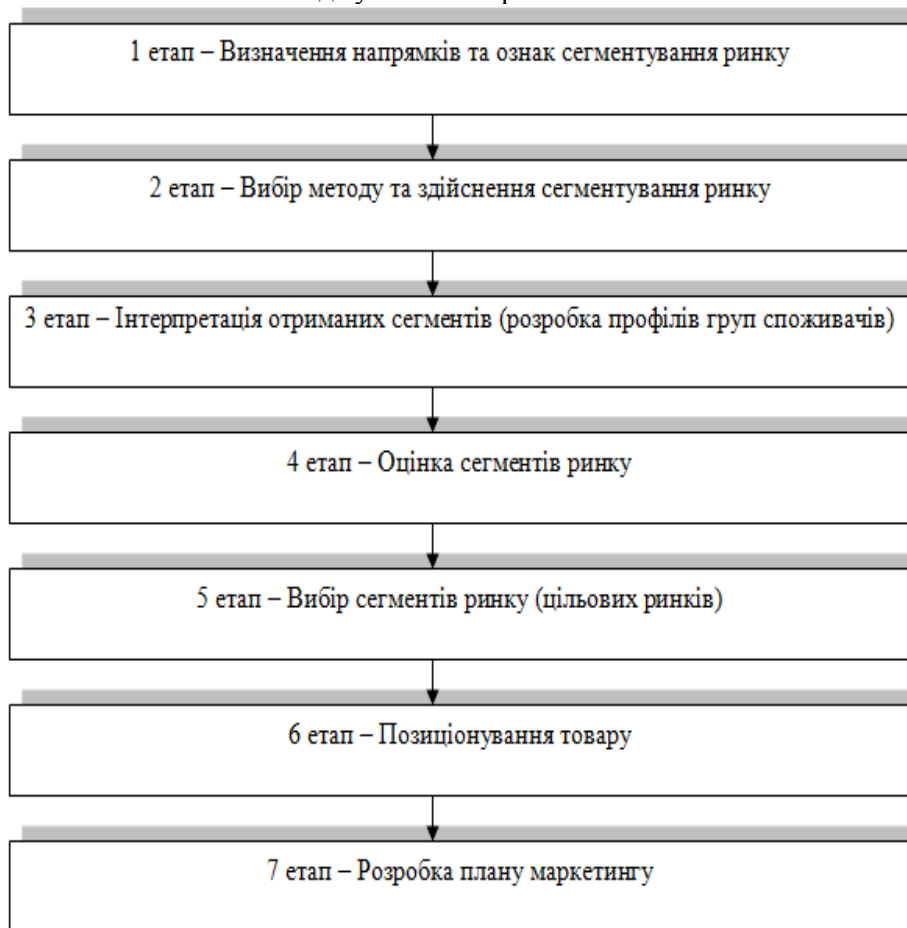 1 етап – Визначення напрямків та ознак сегментування ринку
2 етап – Вибір методу та здійснення сегментування ринку
3 етап – Інтерпретація отриманих сегментів (розробка профілів груп споживачів)
4 етап – Оцінка сегментів ринку
5 етап – Вибір сегментів ринку (цільових ринків)
6 етап – Позиціонування товару
7 етап – Розробка плану маркетингу